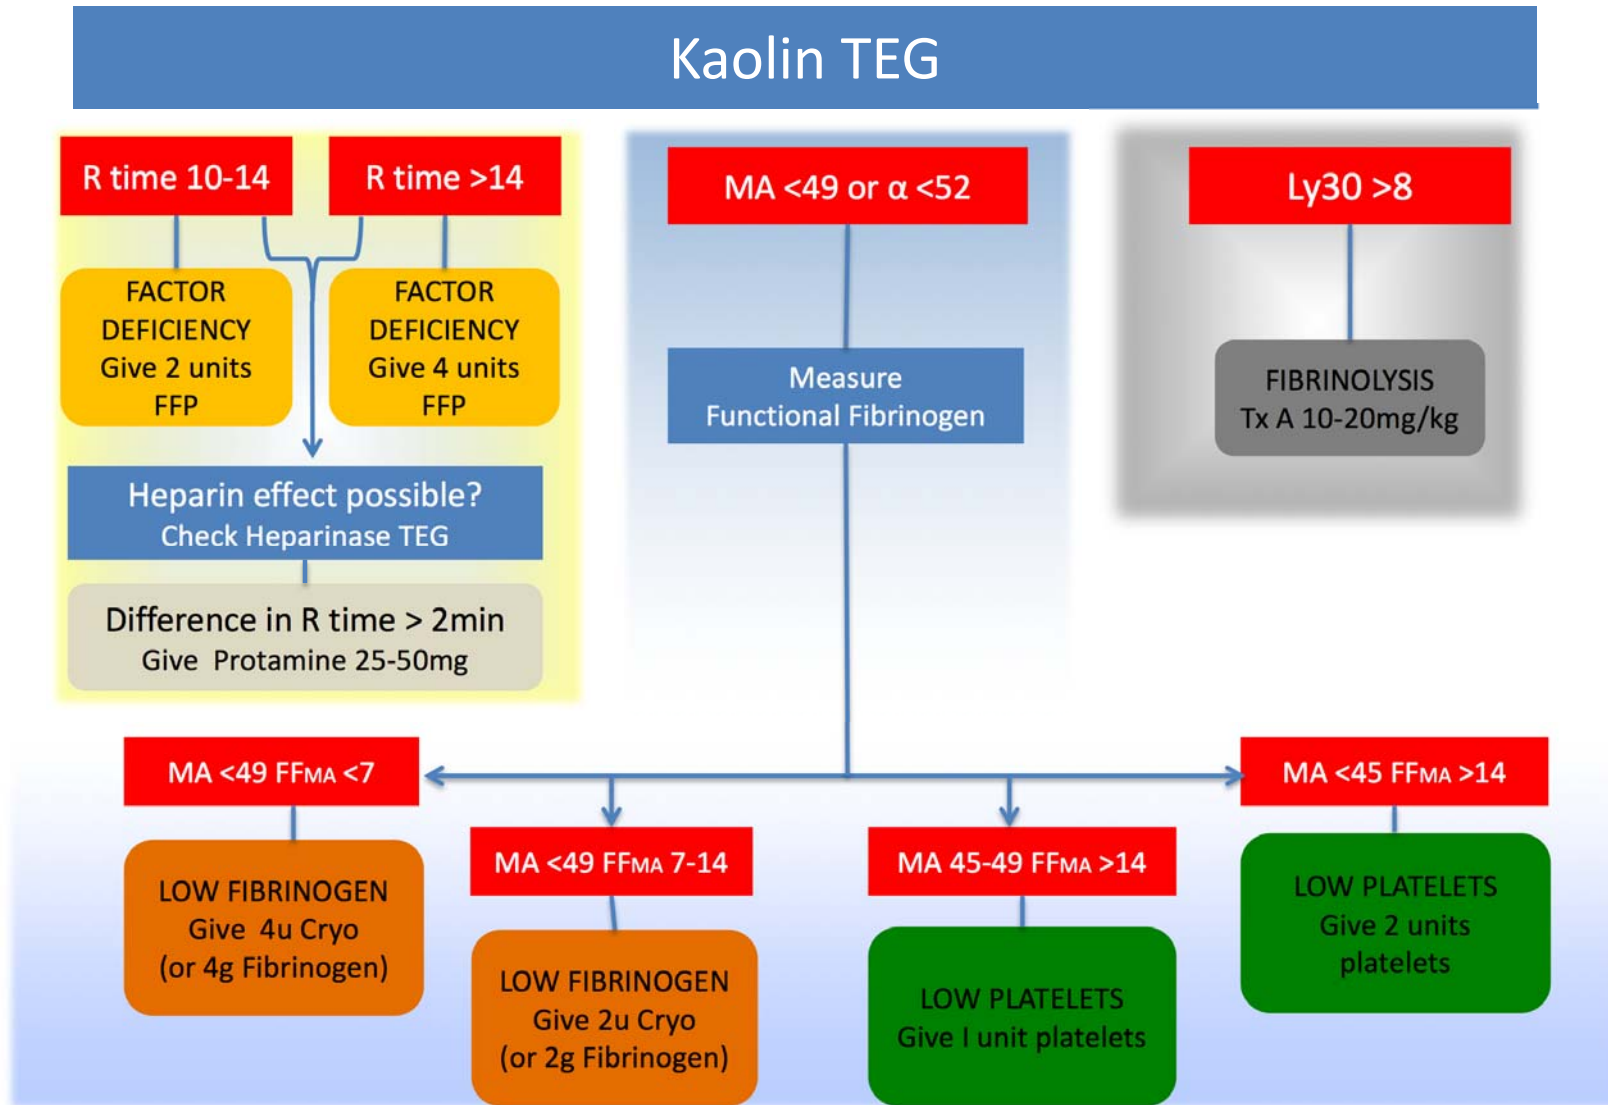 Kaolin TEG
R time 10-14
R time >14
FACTOR
DEFICIENCY
Give 2 units
FFP
FACTOR
DEFICIENCY
Give 4 units
FFP
Heparin effect possible?
Check Heparinase TEG
Difference in R time > 2min
Give Protamine 25-50mg
MA <49 or α <52
Measure
Functional Fibrinogen
Ly30 >8
FIBRINOLYSIS
Tx A 10-20mg/kg
MA <49 FFMA <7
LOW FIBRINOGEN
Give 4u Cryo
(or 4g Fibrinogen)
MA <49 FFMA 7-14
LOW FIBRINOGEN
Give 2u Cryo
(or 2g Fibrinogen)
MA 45-49 FFMA >14
LOW PLATELETS
Give I unit platelets
MA <45 FFMA >14
LOW PLATELETS
Give 2 units
platelets